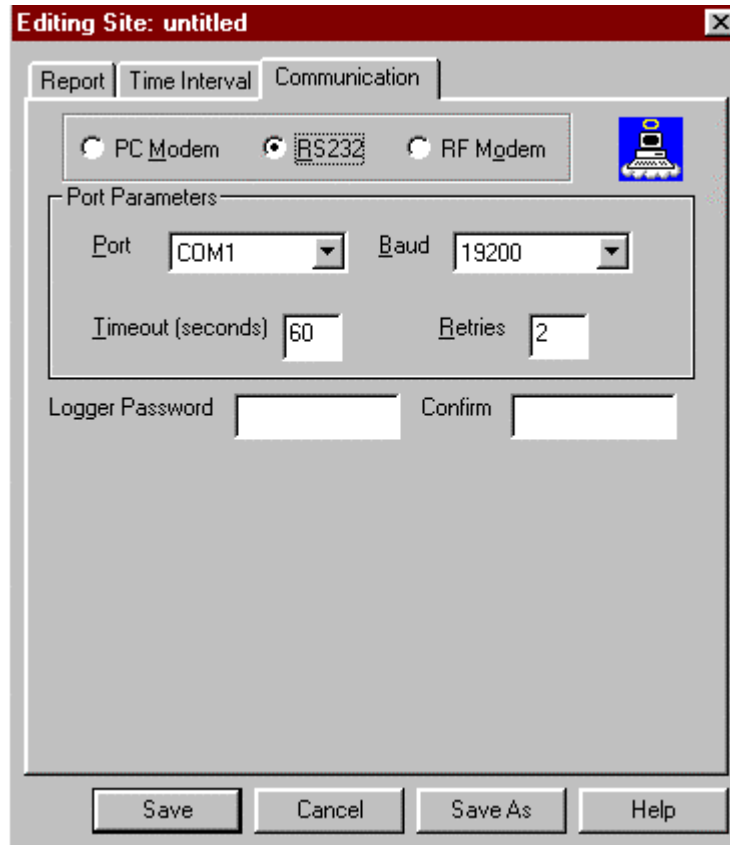 Editing Site: untitled
Report Time Interval Communication
PC Modem RS232 RF Modem
Port Parameters
Port COM1 Baud 19200
Timeout (seconds) 60 Retries 2
Logger Password Confirm
Save Cancel Save As Help